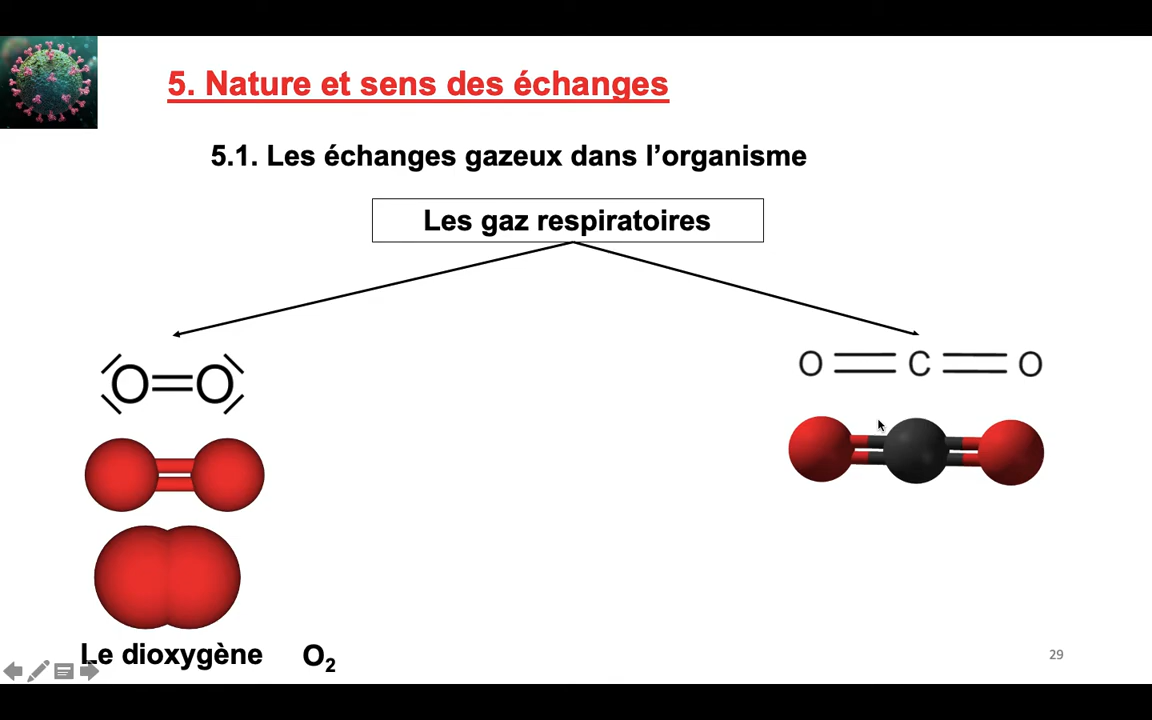 5. Nature et sens des échanges
5.1. Les échanges gazeux dans l’organisme
Les gaz respiratoires
O=O
O=C=O
Le dioxygène O₂
29